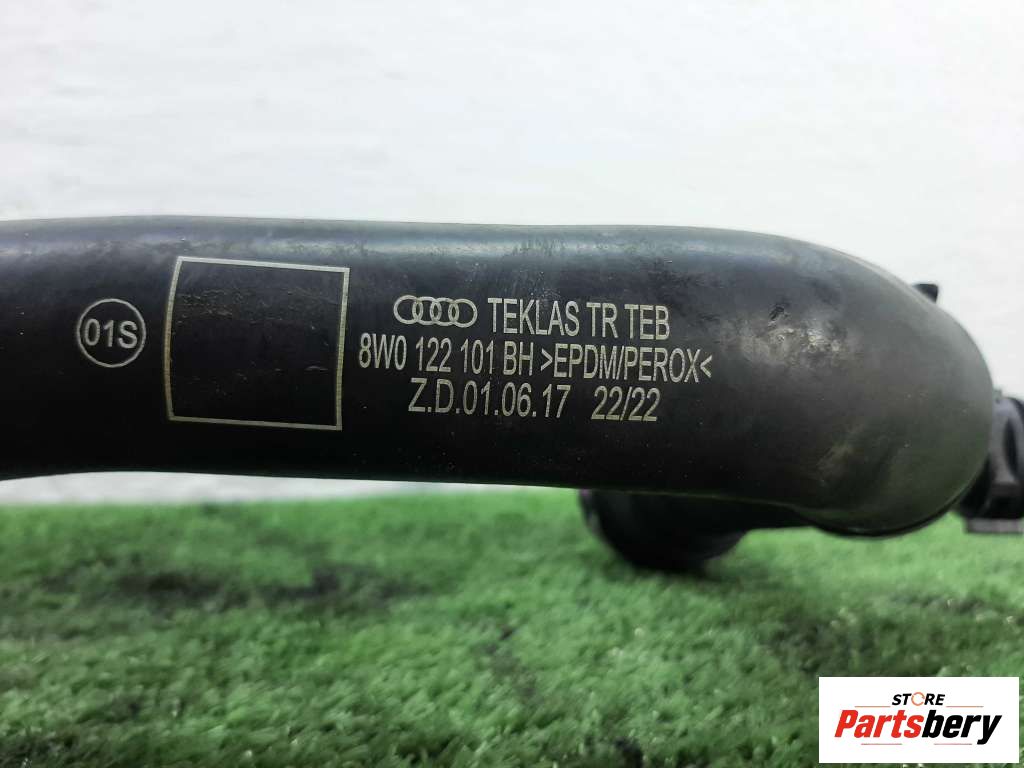 01S
TEKLAS TR TEB
8W0 122 101 BH >EPDM/PEROX<
Z.D.01.06.17 22/22
STORE
Partsbery